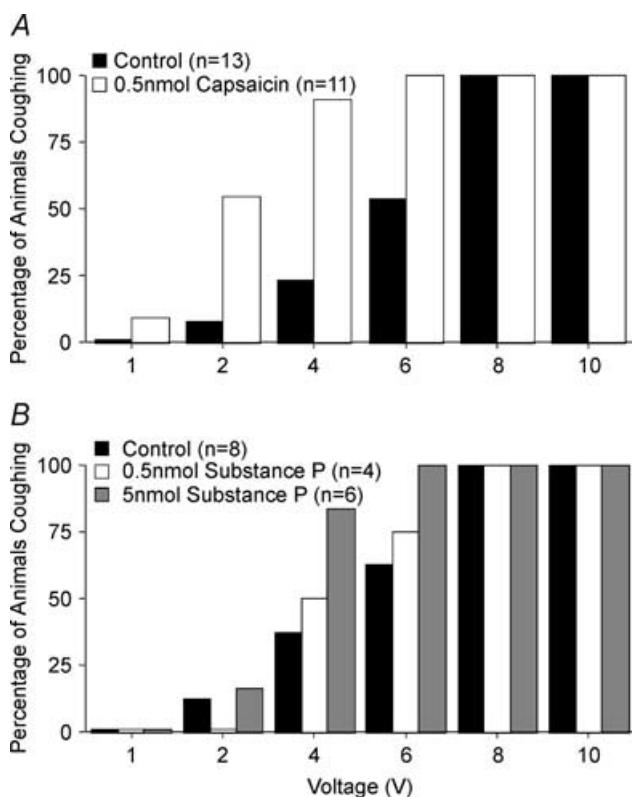 A
Control (n=13)
0.5nmol Capsaicin (n=11)
Percentage of Animals Coughing
100
75
50
25
0
1 2 4 6 8 10
B
Control (n=8)
0.5nmol Substance P (n=4)
5nmol Substance P (n=6)
Percentage of Animals Coughing
100
75
50
25
0
1 2 4 6 8 10
Voltage (V)